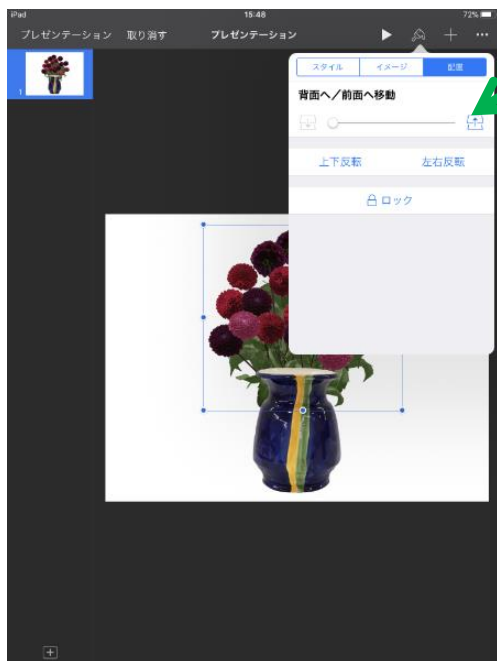 iPad 15:48 72%
プレゼンテーション 取り消す プレゼンテーション
スタイル イメージ 配置
背面へ／前面へ移動
上下反転 左右反転
ロック
1